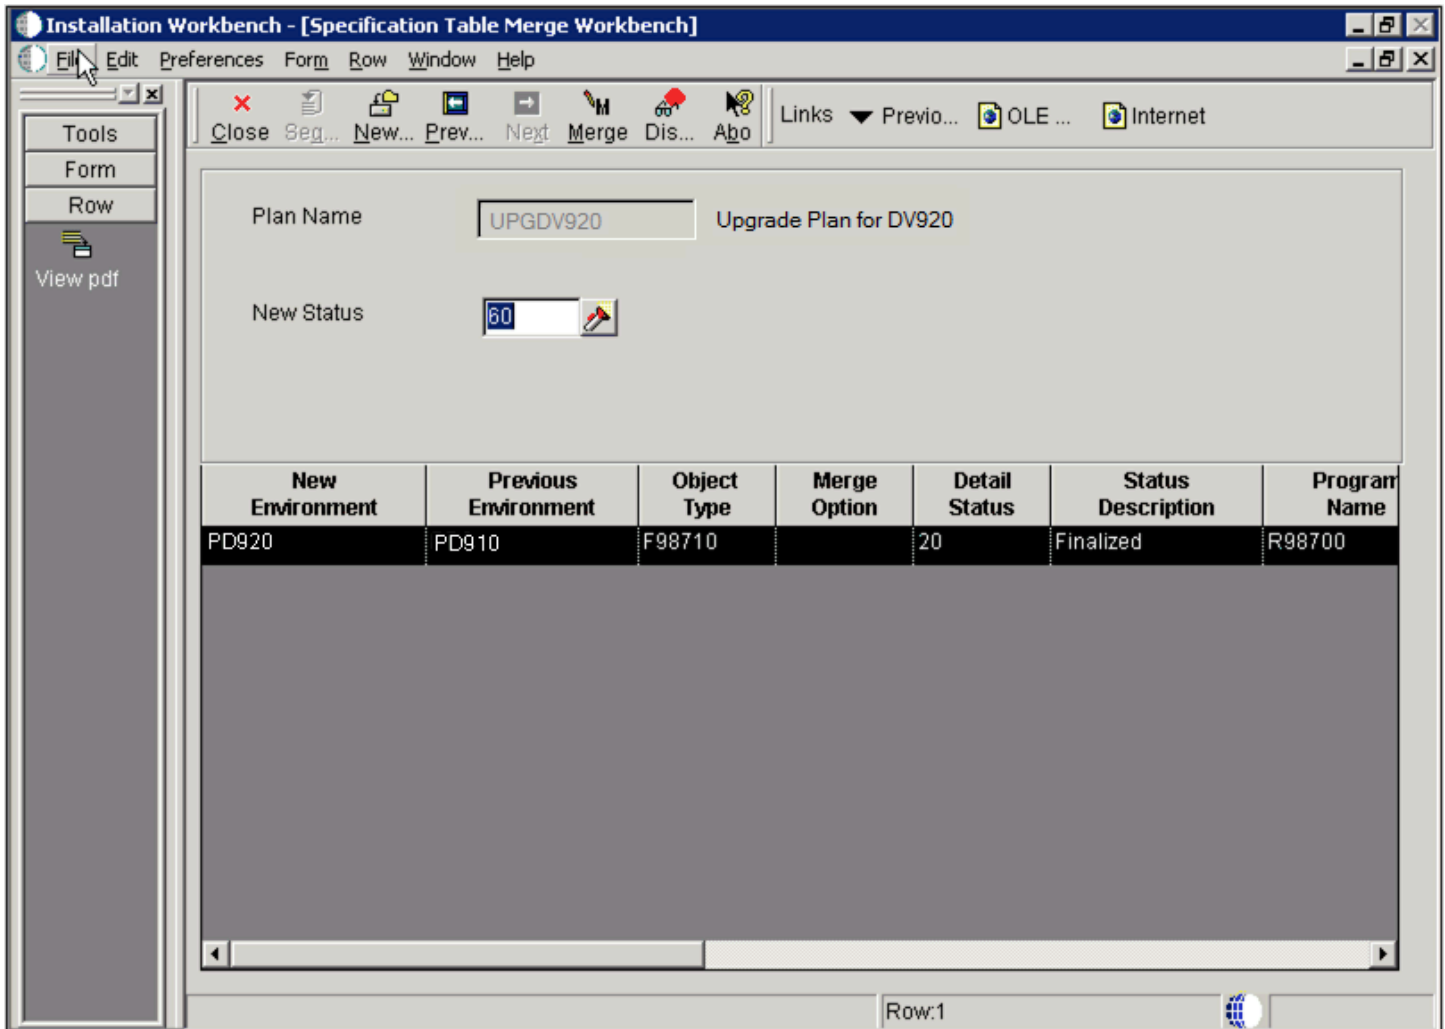 Installation Workbench - [Specification Table Merge Workbench]
File Edit Preferences Form Row Window Help
Close Seq... New... Prev... Next Merge Dis... Abo Links Previo... OLE ... Internet
Tools
Form
Row
View pdf
Plan Name UPGDV920 Upgrade Plan for DV920
New Status 60
New Environment Previous Environment Object Type Merge Option Detail Status Status Description Program Name
PD920 PD910 F98710 20 Finalized R98700
Row:1